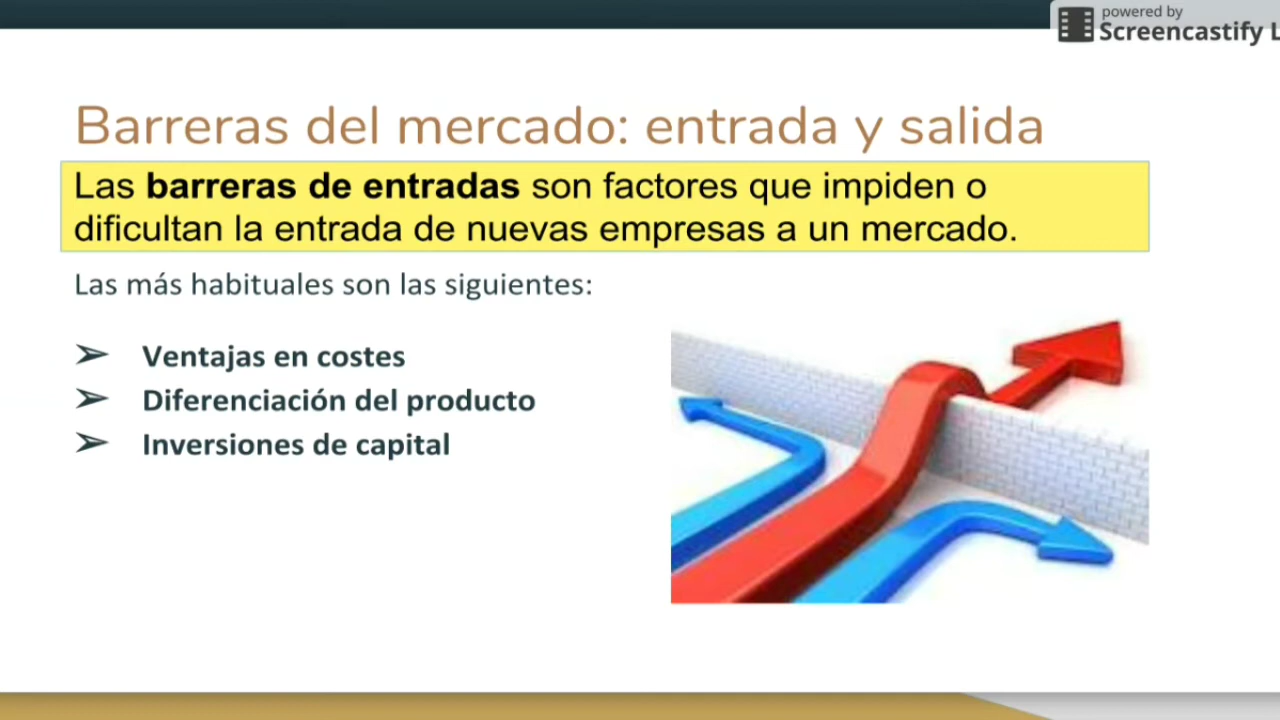 powered by
Screencastify L
Barreras del mercado: entrada y salida
Las barreras de entradas son factores que impiden o
dificultan la entrada de nuevas empresas a un mercado.
Las más habituales son las siguientes:
➢ Ventajas en costes
➢ Diferenciación del producto
➢ Inversiones de capital